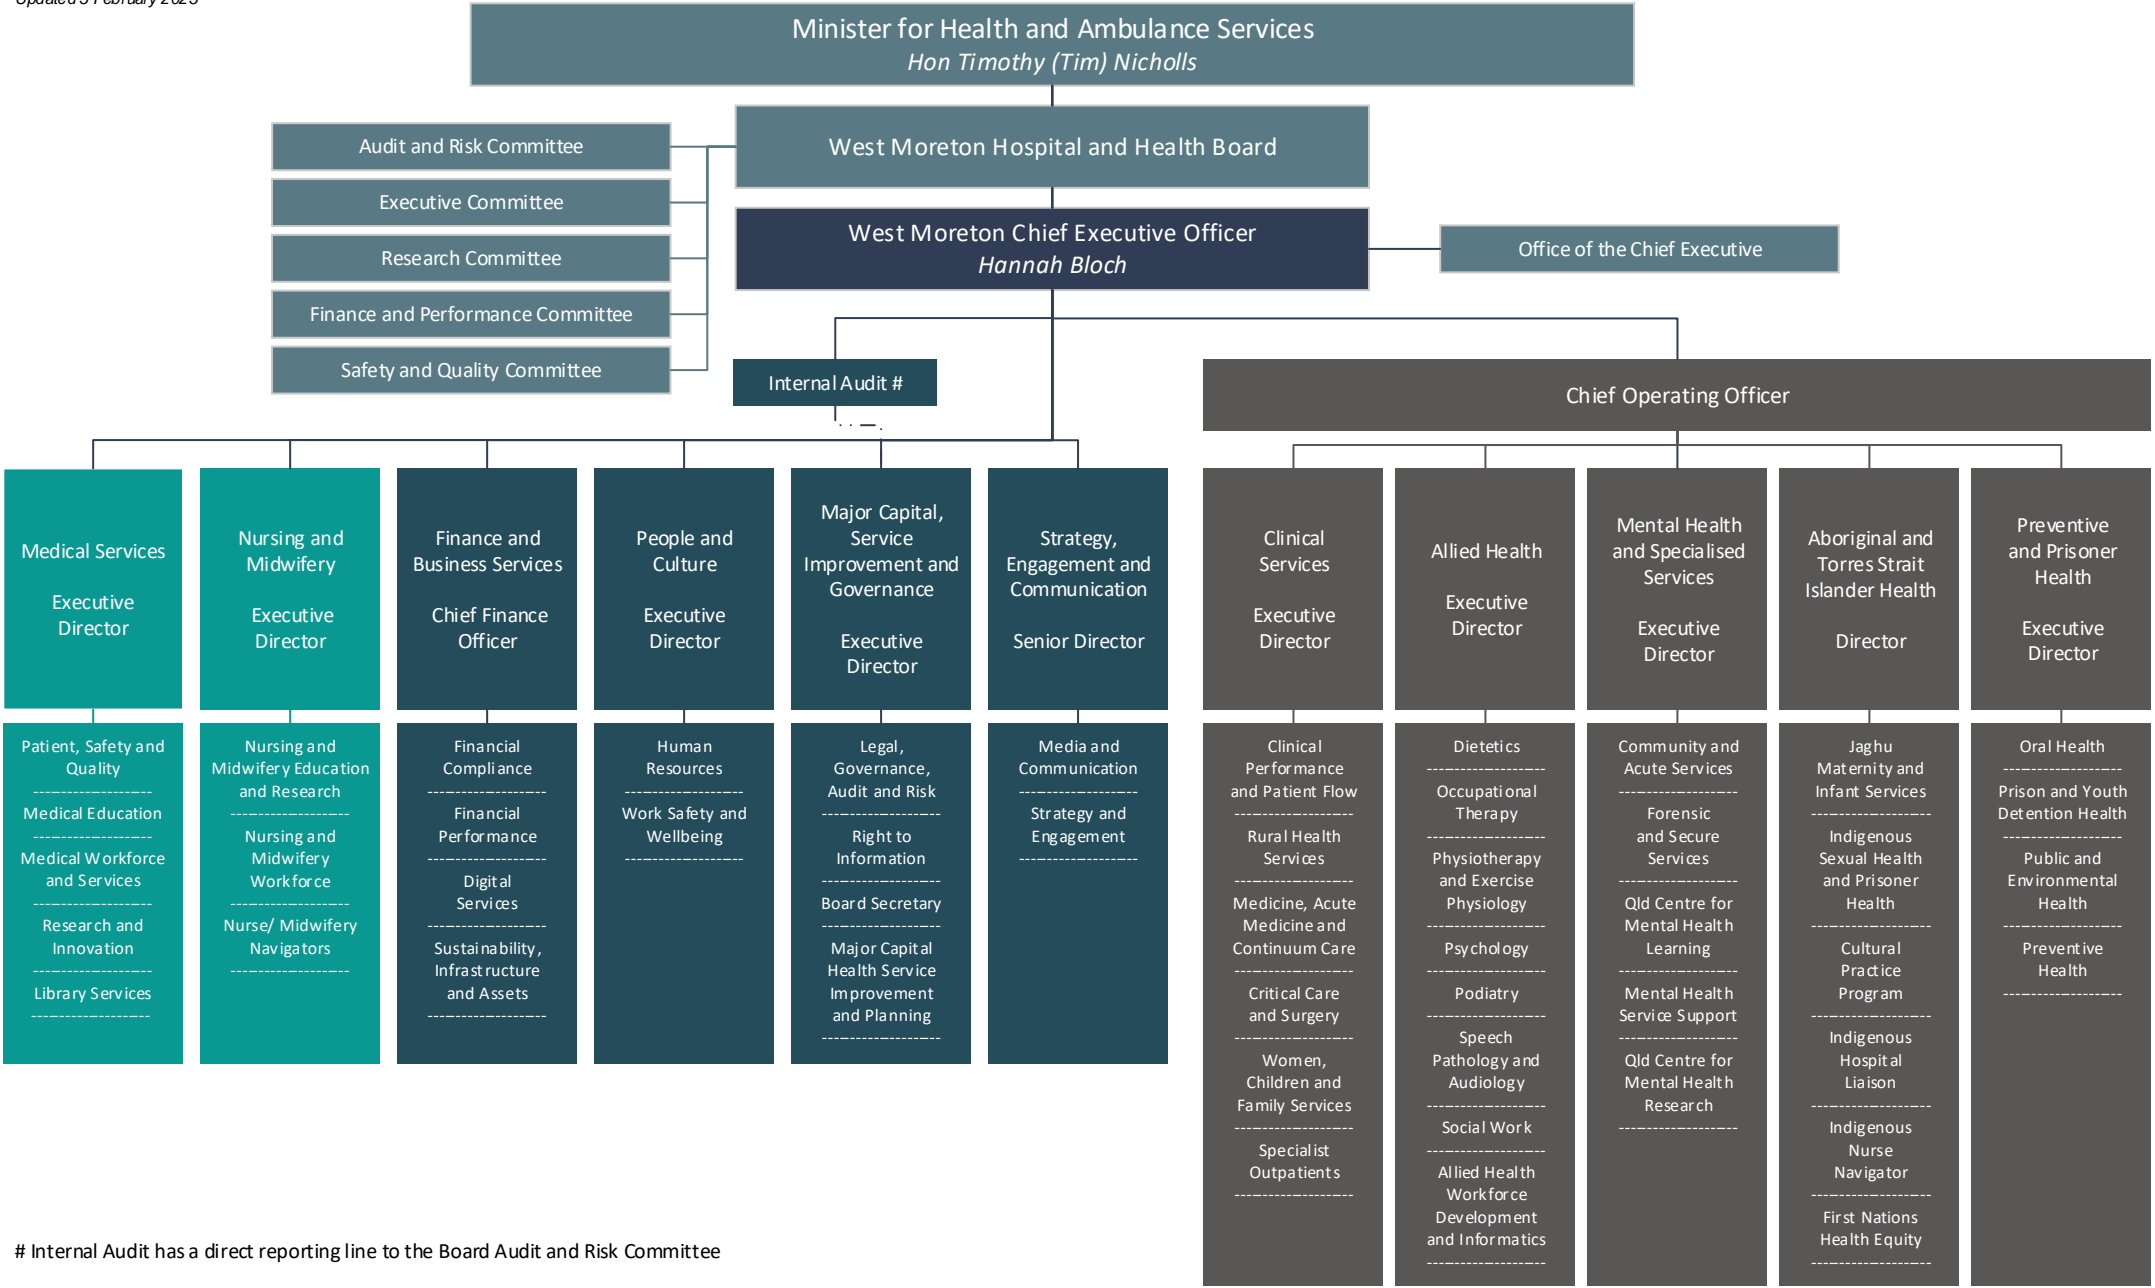 Minister for Health and Ambulance Services
Hon Timothy (Tim) Nicholls
West Moreton Hospital and Health Board
Audit and Risk Committee
Executive Committee
Research Committee
Finance and Performance Committee
Safety and Quality Committee
West Moreton Chief Executive Officer
Hannah Bloch
Office of the Chief Executive
Internal Audit #
Chief Operating Officer
Medical Services
Executive
Director
Nursing and
Midwifery
Executive
Director
Finance and
Business Services
Chief Finance
Officer
People and
Culture
Executive
Director
Major Capital,
Service
Improvement and
Governance
Executive
Director
Strategy,
Engagement and
Communication
Senior Director
Clinical
Services
Executive
Director
Allied Health
Executive
Director
Mental Health
and Specialised
Services
Executive
Director
Aboriginal and
Torres Strait
Islander Health
Director
Preventive
and Prisoner
Health
Executive
Director
Patient, Safety and
Quality
Medical Education
Medical Workforce
and Services
Research and
Innovation
Library Services
Nursing and
Midwifery Education
and Research
Nursing and
Midwifery
Workforce
Nurse/ Midwifery
Navigators
Financial
Compliance
Financial
Performance
Digital
Services
Sustainability,
Infrastructure
and Assets
Human
Resources
Work Safety and
Wellbeing
Legal,
Governance,
Audit and Risk
Right to
Information
Board Secretary
Major Capital
Health Service
Improvement
and Planning
Media and
Communication
Strategy and
Engagement
Clinical
Performance
and Patient Flow
Rural Health
Services
Medicine, Acute
Medicine and
Continuum Care
Critical Care
and Surgery
Women,
Children and
Family Services
Specialist
Outpatients
Dietetics
Occupational
Therapy
Physiotherapy
and Exercise
Physiology
Psychology
Podiatry
Speech
Pathology and
Audiology
Social Work
Allied Health
Workforce
Development
and Informatics
Community and
Acute Services
Forensic
and Secure
Services
Qld Centre for
Mental Health
Learning
Mental Health
Service Support
Qld Centre for
Mental Health
Research
Jaghu
Maternity and
Infant Services
Indigenous
Sexual Health
and Prisoner
Health
Cultural
Practice
Program
Indigenous
Hospital
Liaison
Indigenous
Nurse
Navigator
First Nations
Health Equity
Oral Health
Prison and Youth
Detention Health
Public and
Environmental
Health
Preventive
Health
# Internal Audit has a direct reporting line to the Board Audit and Risk Committee